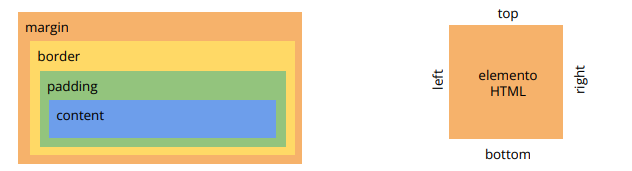 margin
border
padding
content
top
left
elemento
HTML
right
bottom